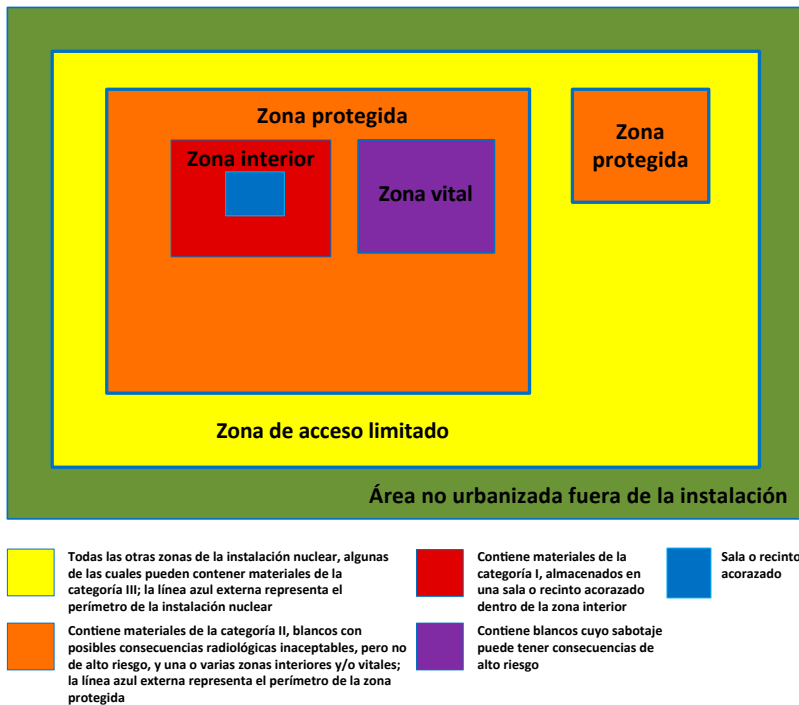 Zona protegida
Zona interior
Zona vital
Zona
protegida
Zona de acceso limitado
Área no urbanizada fuera de la instalación
Todas las otras zonas de la instalación nuclear, algunas
de las cuales pueden contener materiales de la
categoría III; la línea azul externa representa el
perímetro de la instalación nuclear
Contiene materiales de la categoría II, blancos con
posibles consecuencias radiológicas inaceptables, pero no
de alto riesgo, y una o varias zonas interiores y/o vitales;
la línea azul externa representa el perímetro de la zona
protegida
Contiene materiales de la
categoría I, almacenados en
una sala o recinto acorazado
dentro de la zona interior
Contiene blancos cuyo sabotaje
puede tener consecuencias de
alto riesgo
Sala o recinto
acorazado